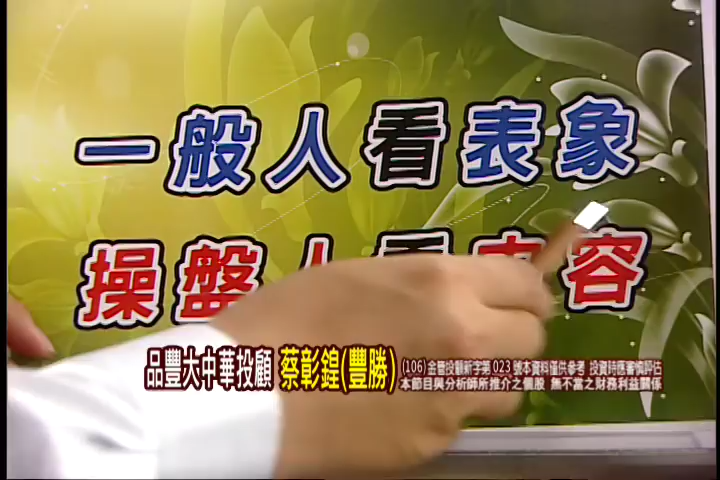 一般人看表象
操盤人看內容
品豐大中華投顧 蔡彰鍠(豐勝)
(106)金管投顧新字第023號本資料僅供參考 投資時應審慎評估
本節目與分析師所推介之個股 無不當之財務利益關係